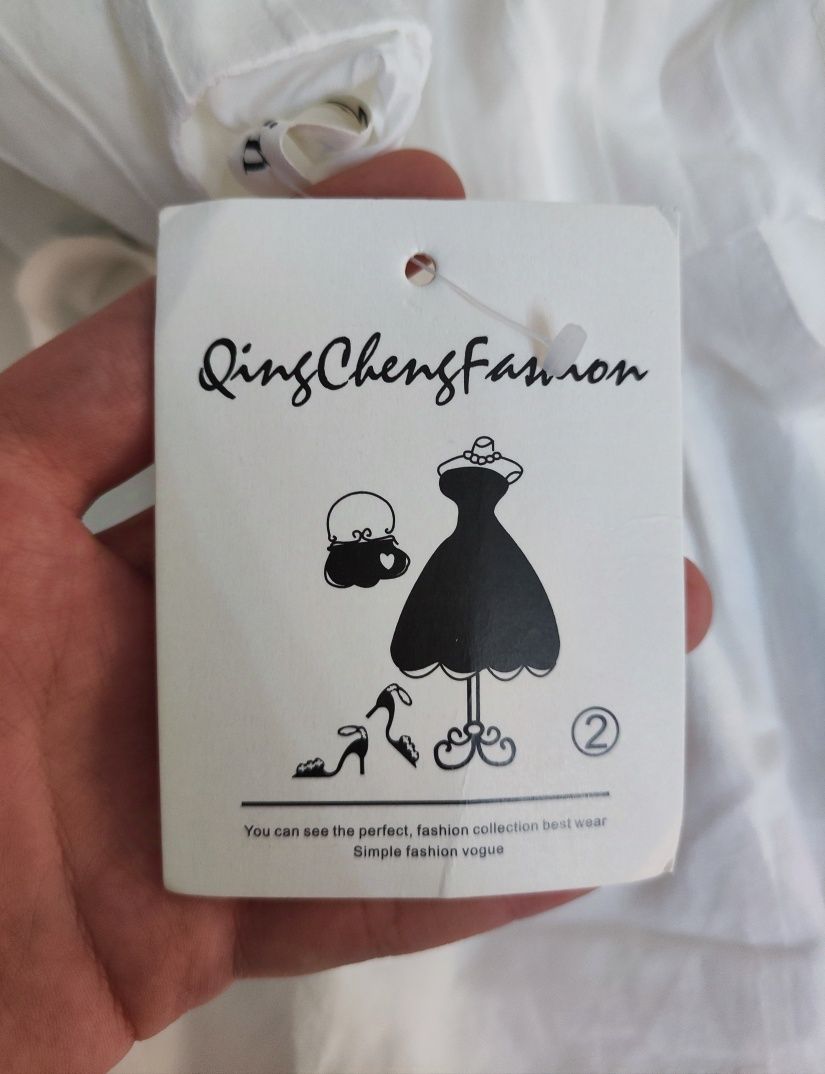 QingChengFashion
②
You can see the perfect, fashion collection best wear
Simple fashion vogue